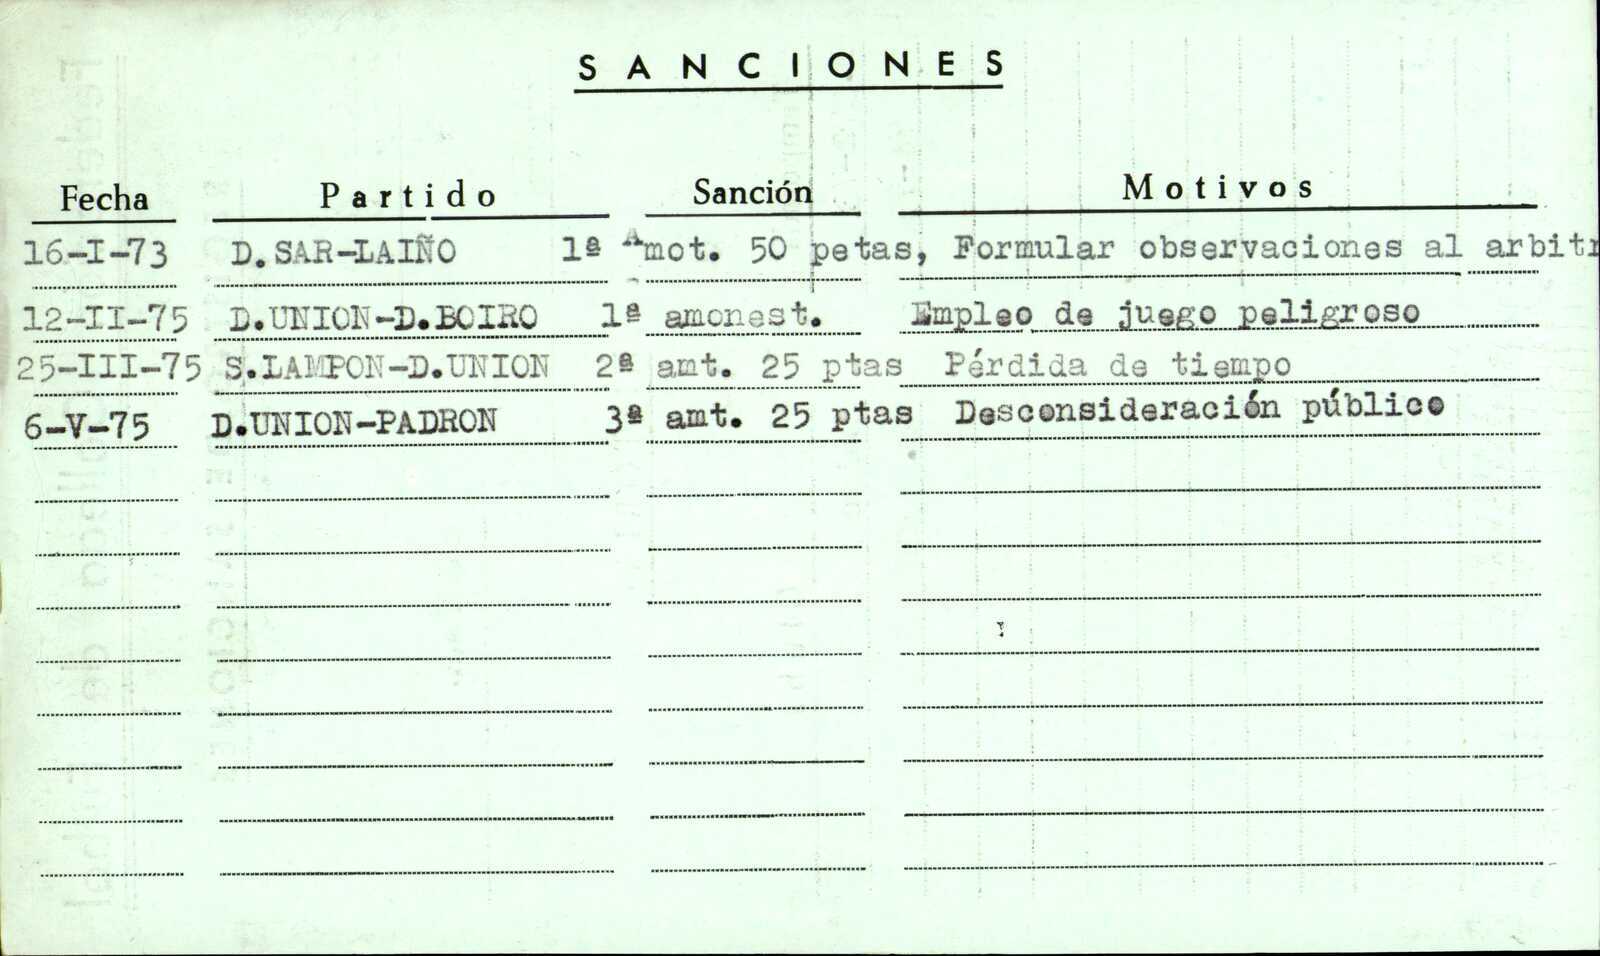 SANCIONES
Fecha Partido Sanción Motivos
16-I-73 D.SAR-LAIÑO 1ª Amot. 50 petas, Formular observaciones al arbitr
12-II-75 D.UNION-D.BOIRO 1ª amonest. Empleo de juego peligroso
25-III-75 S.LAMPON-D.UNION 2ª amt. 25 ptas Pérdida de tiempo
6-V-75 D.UNION-PADRON 3ª amt. 25 ptas Desconsideración público